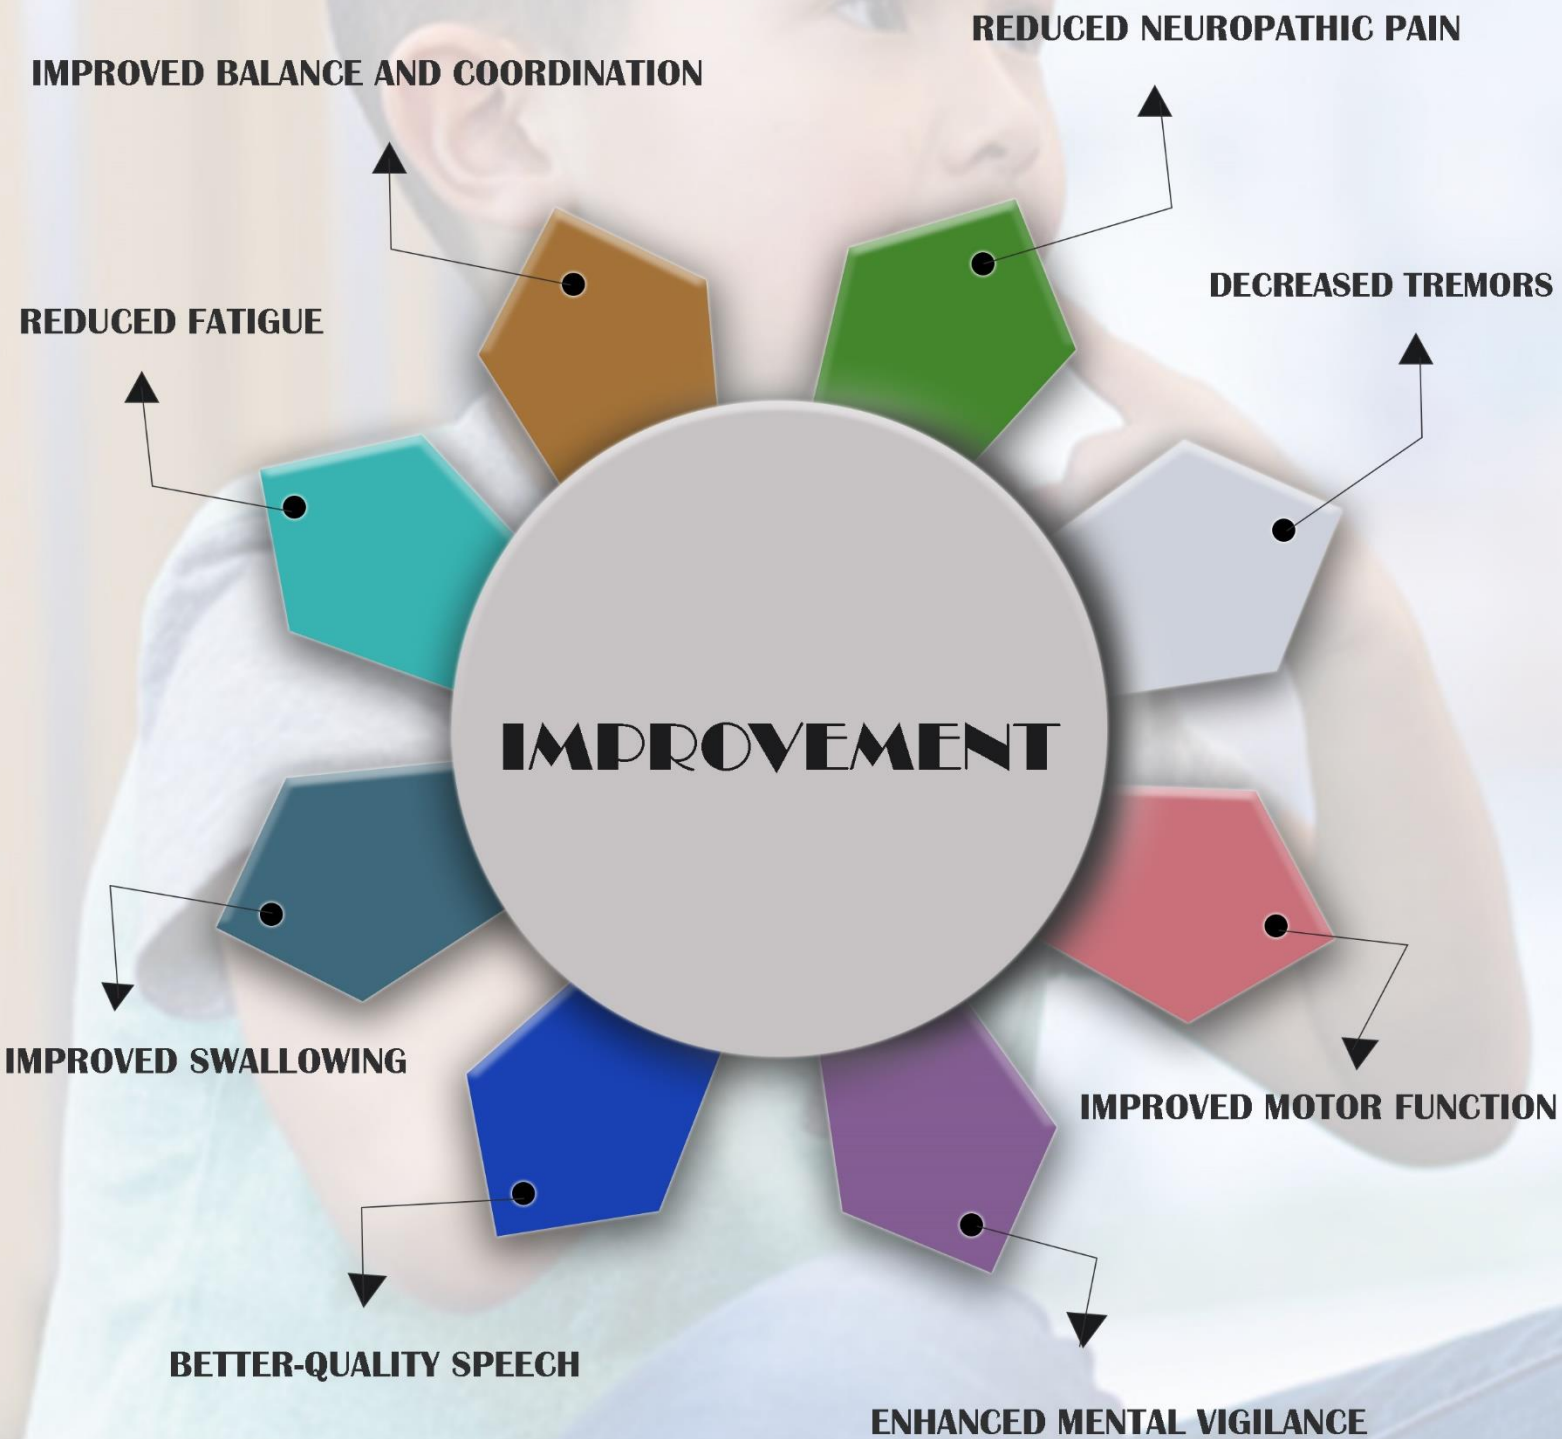 REDUCED NEUROPATHIC PAIN
IMPROVED BALANCE AND COORDINATION
DECREASED TREMORS
REDUCED FATIGUE
IMPROVEMENT
IMPROVED SWALLOWING
IMPROVED MOTOR FUNCTION
BETTER-QUALITY SPEECH
ENHANCED MENTAL VIGILANCE